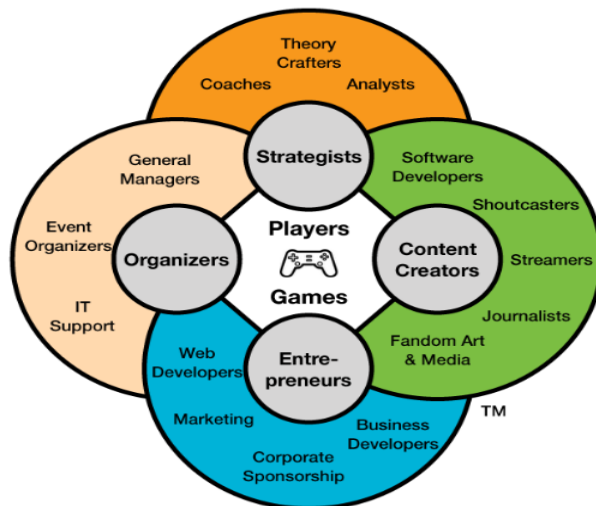 Theory
Crafters
Coaches
Analysts
Strategists
General
Managers
Event
Organizers
IT
Support
Organizers
Players
Games
Software
Developers
Shoutcasters
Streamers
Journalists
Fandom Art
& Media
Content
Creators
Entre-
preneurs
Web
Developers
Marketing
Corporate
Sponsorship
Business
Developers
TM